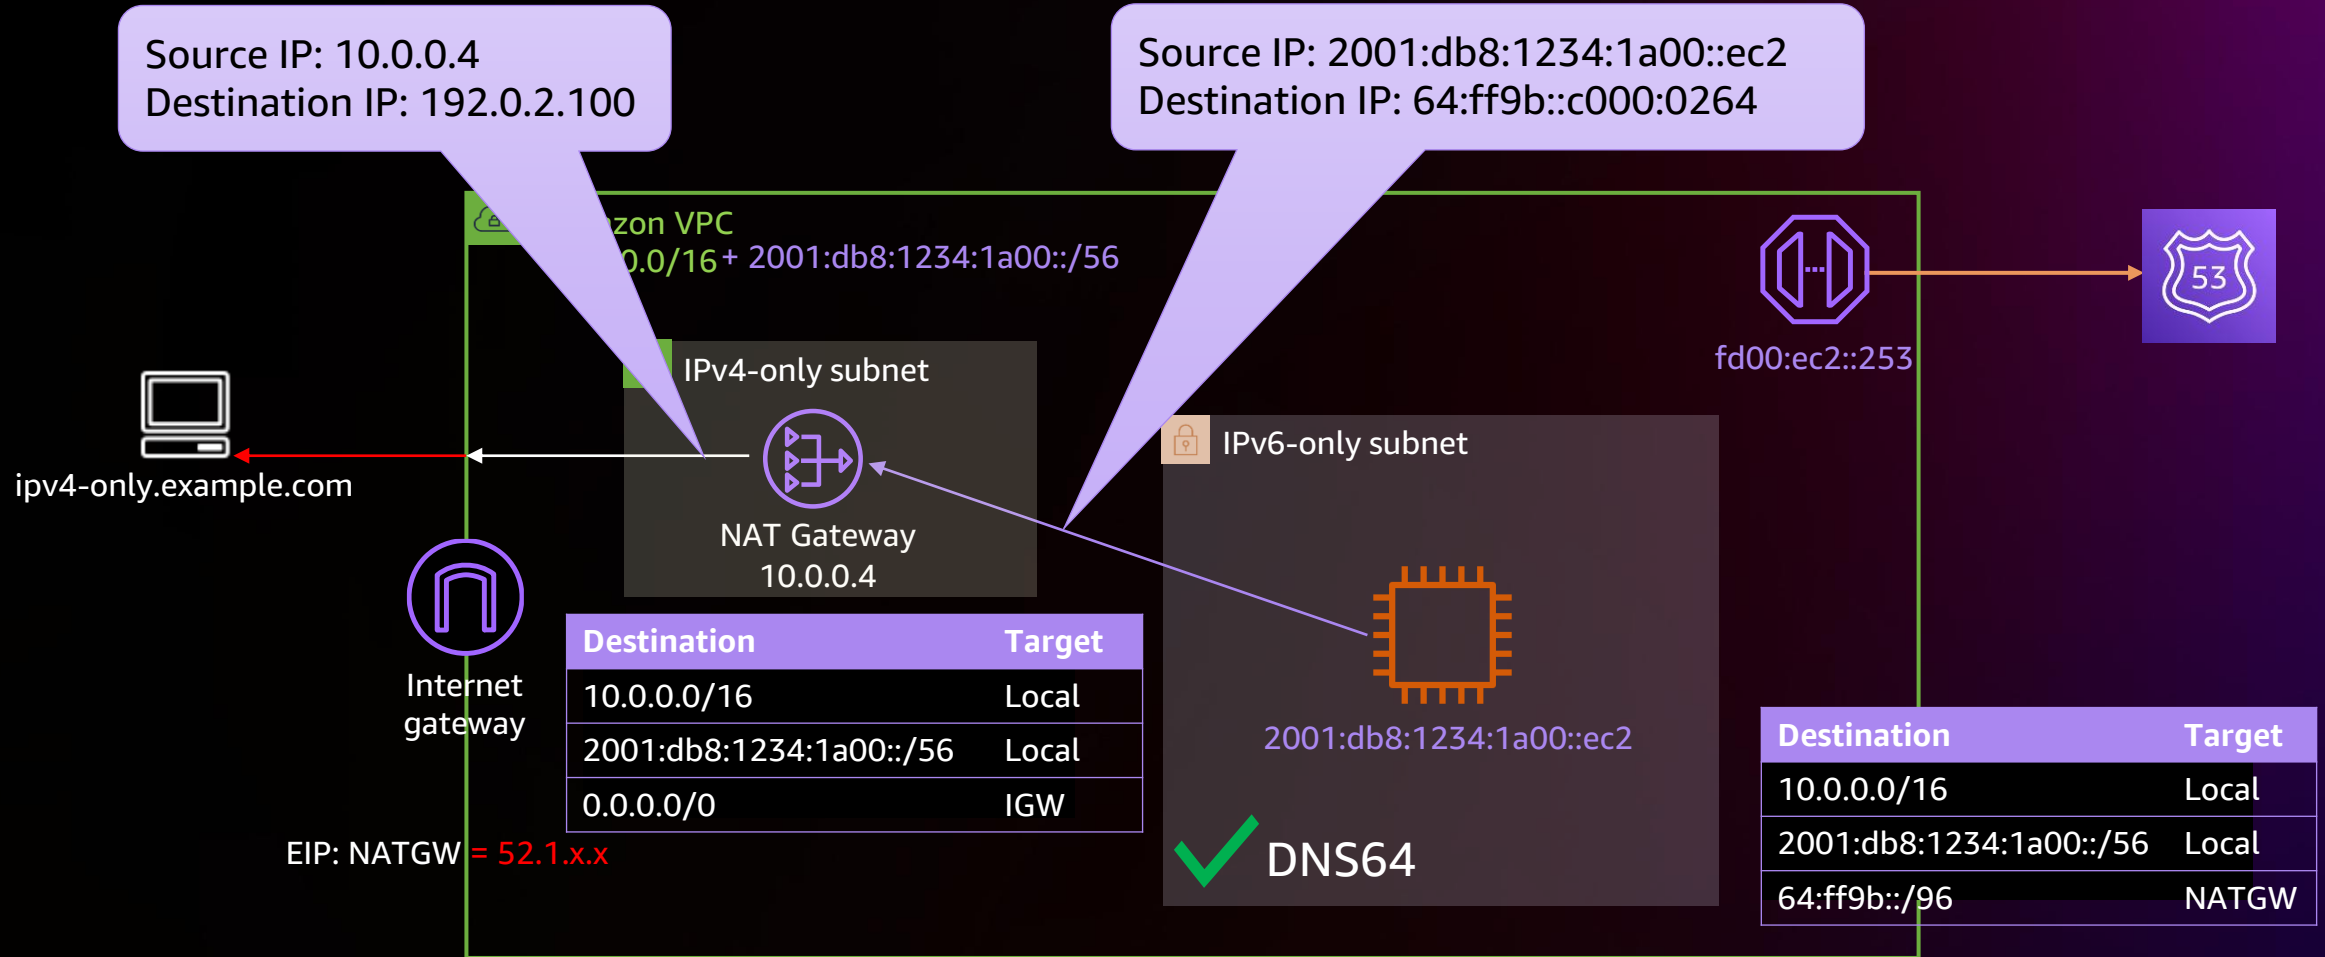 Source IP: 10.0.0.4
Destination IP: 192.0.2.100
Source IP: 2001:db8:1234:1a00::ec2
Destination IP: 64:ff9b::c000:0264
VPC
+ 2001:db8:1234:1a00::/56
53
fd00:ec2::253
IPv4-only subnet
IPv6-only subnet
ipv4-only.example.com
NAT Gateway
10.0.0.4
Internet
gateway
Destination Target
10.0.0.0/16 Local
2001:db8:1234:1a00::/56 Local
0.0.0.0/0 IGW
2001:db8:1234:1a00::ec2
EIP: NATGW = 52.1.x.x
DNS64
Destination Target
10.0.0.0/16 Local
2001:db8:1234:1a00::/56 Local
64:ff9b::/96 NATGW